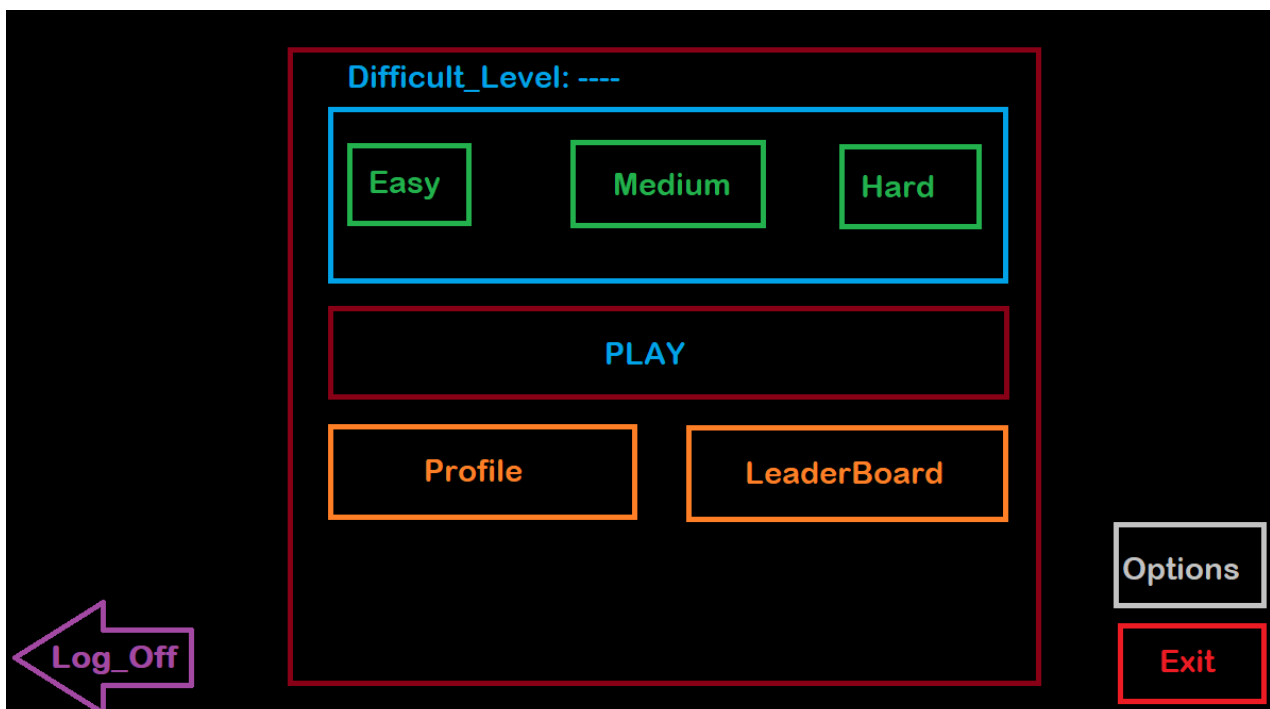 Difficult_Level: ----
Easy Medium Hard
PLAY
Profile LeaderBoard
Options
Log_Off
Exit